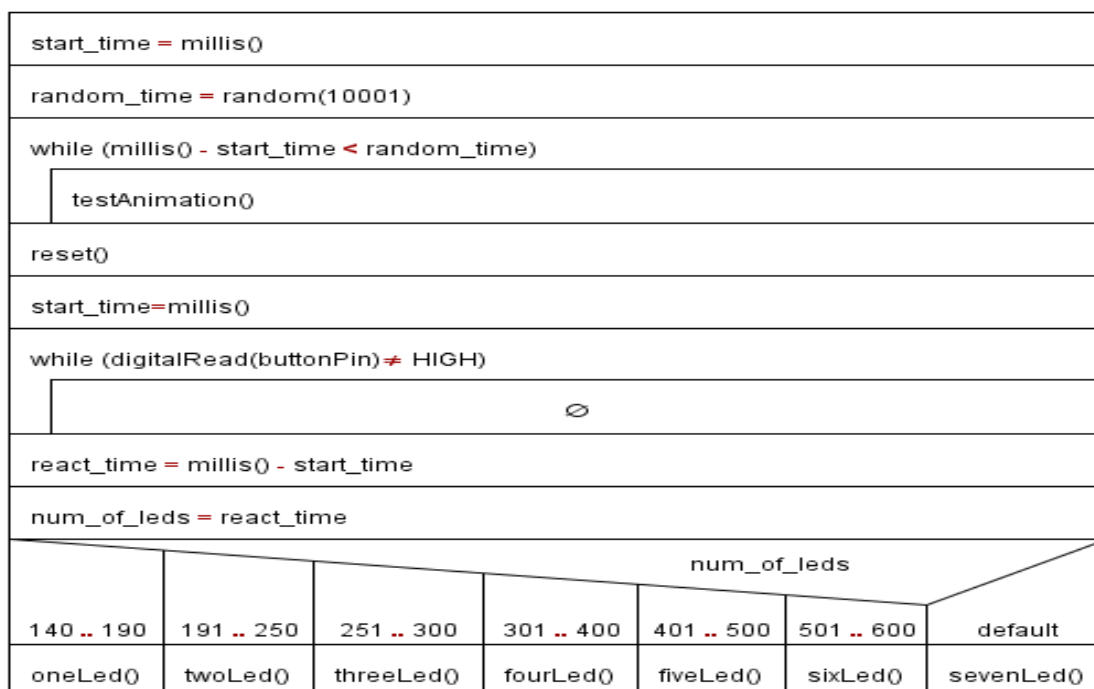 start_time = millis()
random_time = random(10001)
while (millis() - start_time < random_time)
testAnimation()
reset()
start_time=millis()
while (digitalRead(buttonPin)≠ HIGH)
∅
react_time = millis() - start_time
num_of_leds = react_time
num_of_leds
140 .. 190 191 .. 250 251 .. 300 301 .. 400 401 .. 500 501 .. 600 default
oneLed() twoLed() threeLed() fourLed() fiveLed() sixLed() sevenLed()